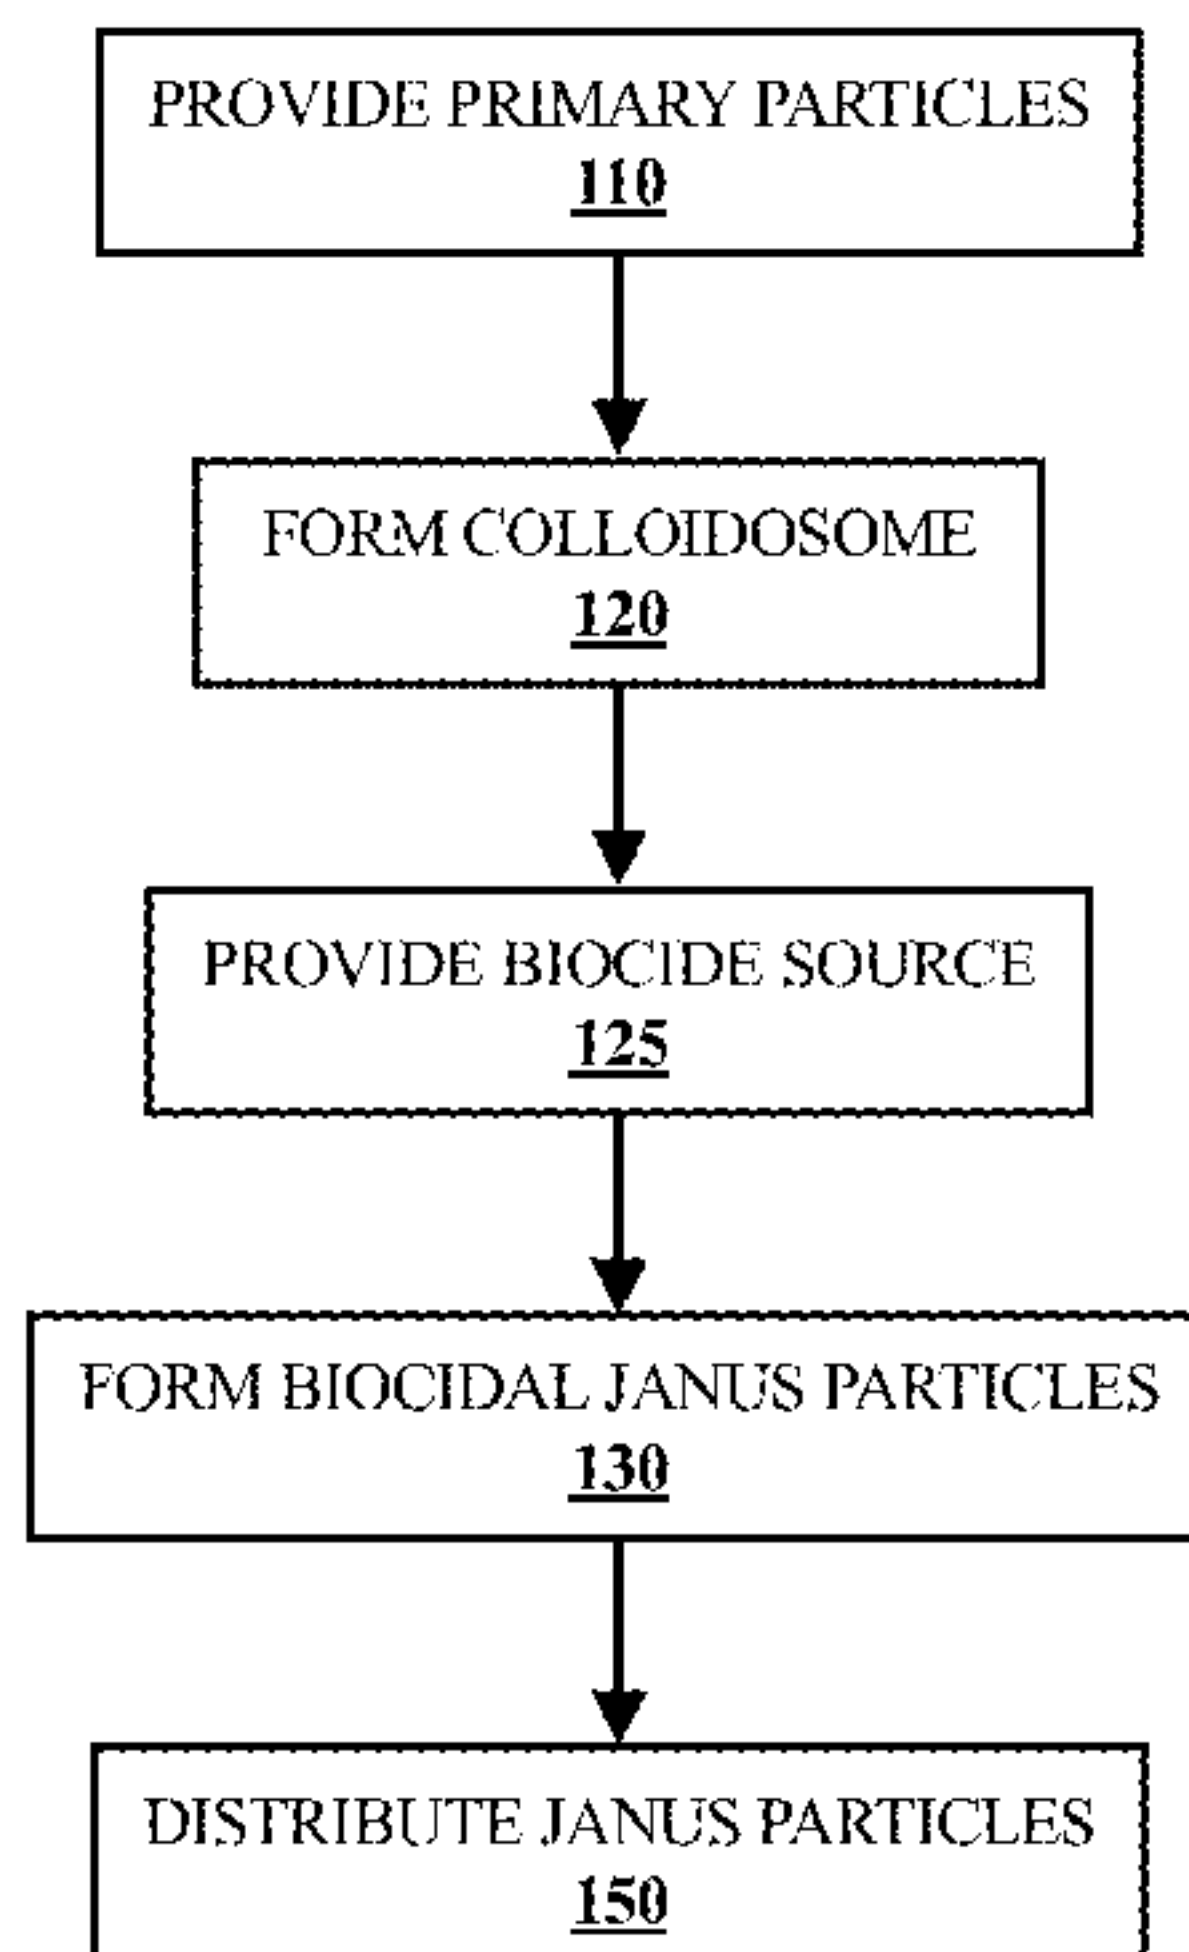 PROVIDE PRIMARY PARTICLES
110
FORM COLLOIDOSOME
120
PROVIDE BIOCIDE SOURCE
125
FORM BIOCIDAL JANUS PARTICLES
130
DISTRIBUTE JANUS PARTICLES
150